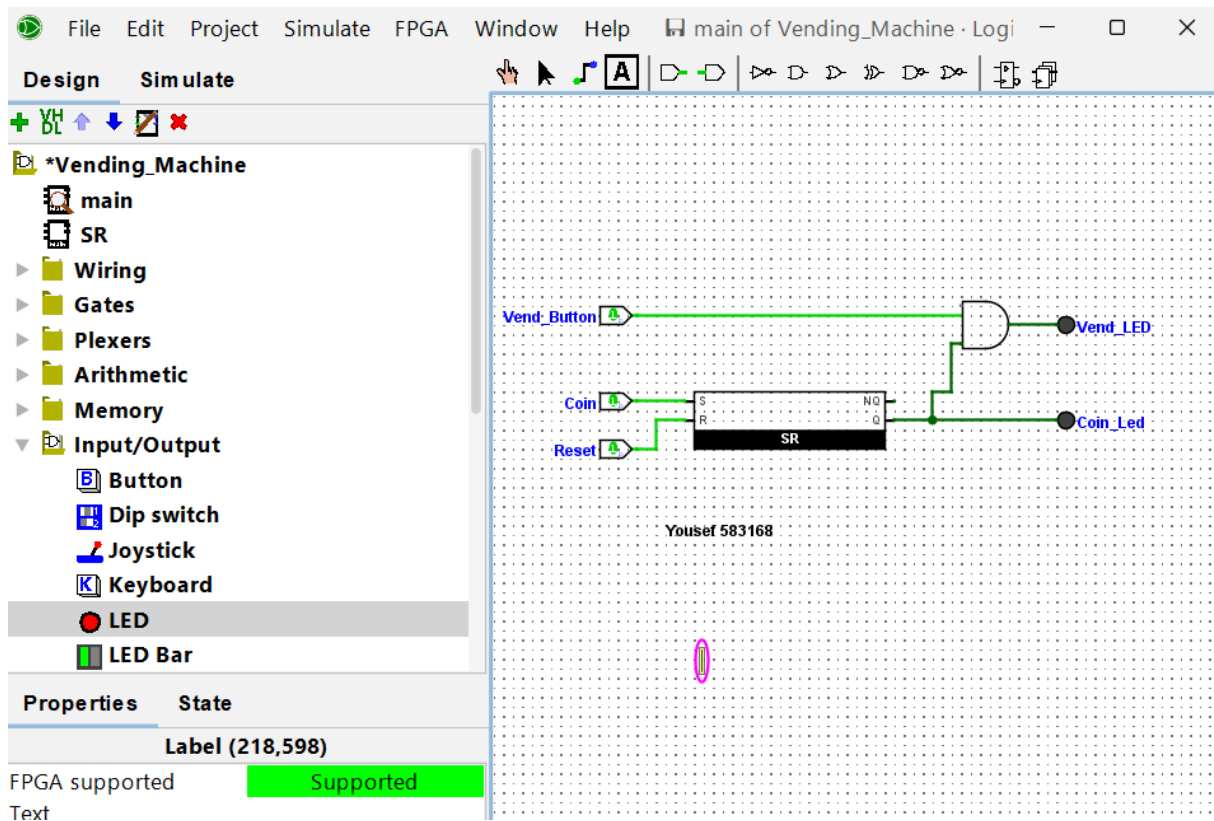 File Edit Project Simulate FPGA Window Help main of Vending_Machine · Logi
Design Simulate
A
VH
DL
*Vending_Machine
main
SR
Wiring
Gates
Plexers
Arithmetic
Memory
Input/Output
Button
Dip switch
Joystick
Keyboard
LED
LED Bar
Properties State
Label (218,598)
FPGA supported Supported
Text
Vend_Button
Vend_LED
Coin
S NQ
R Q
Coin_Led
SR
Reset
Yousef 583168